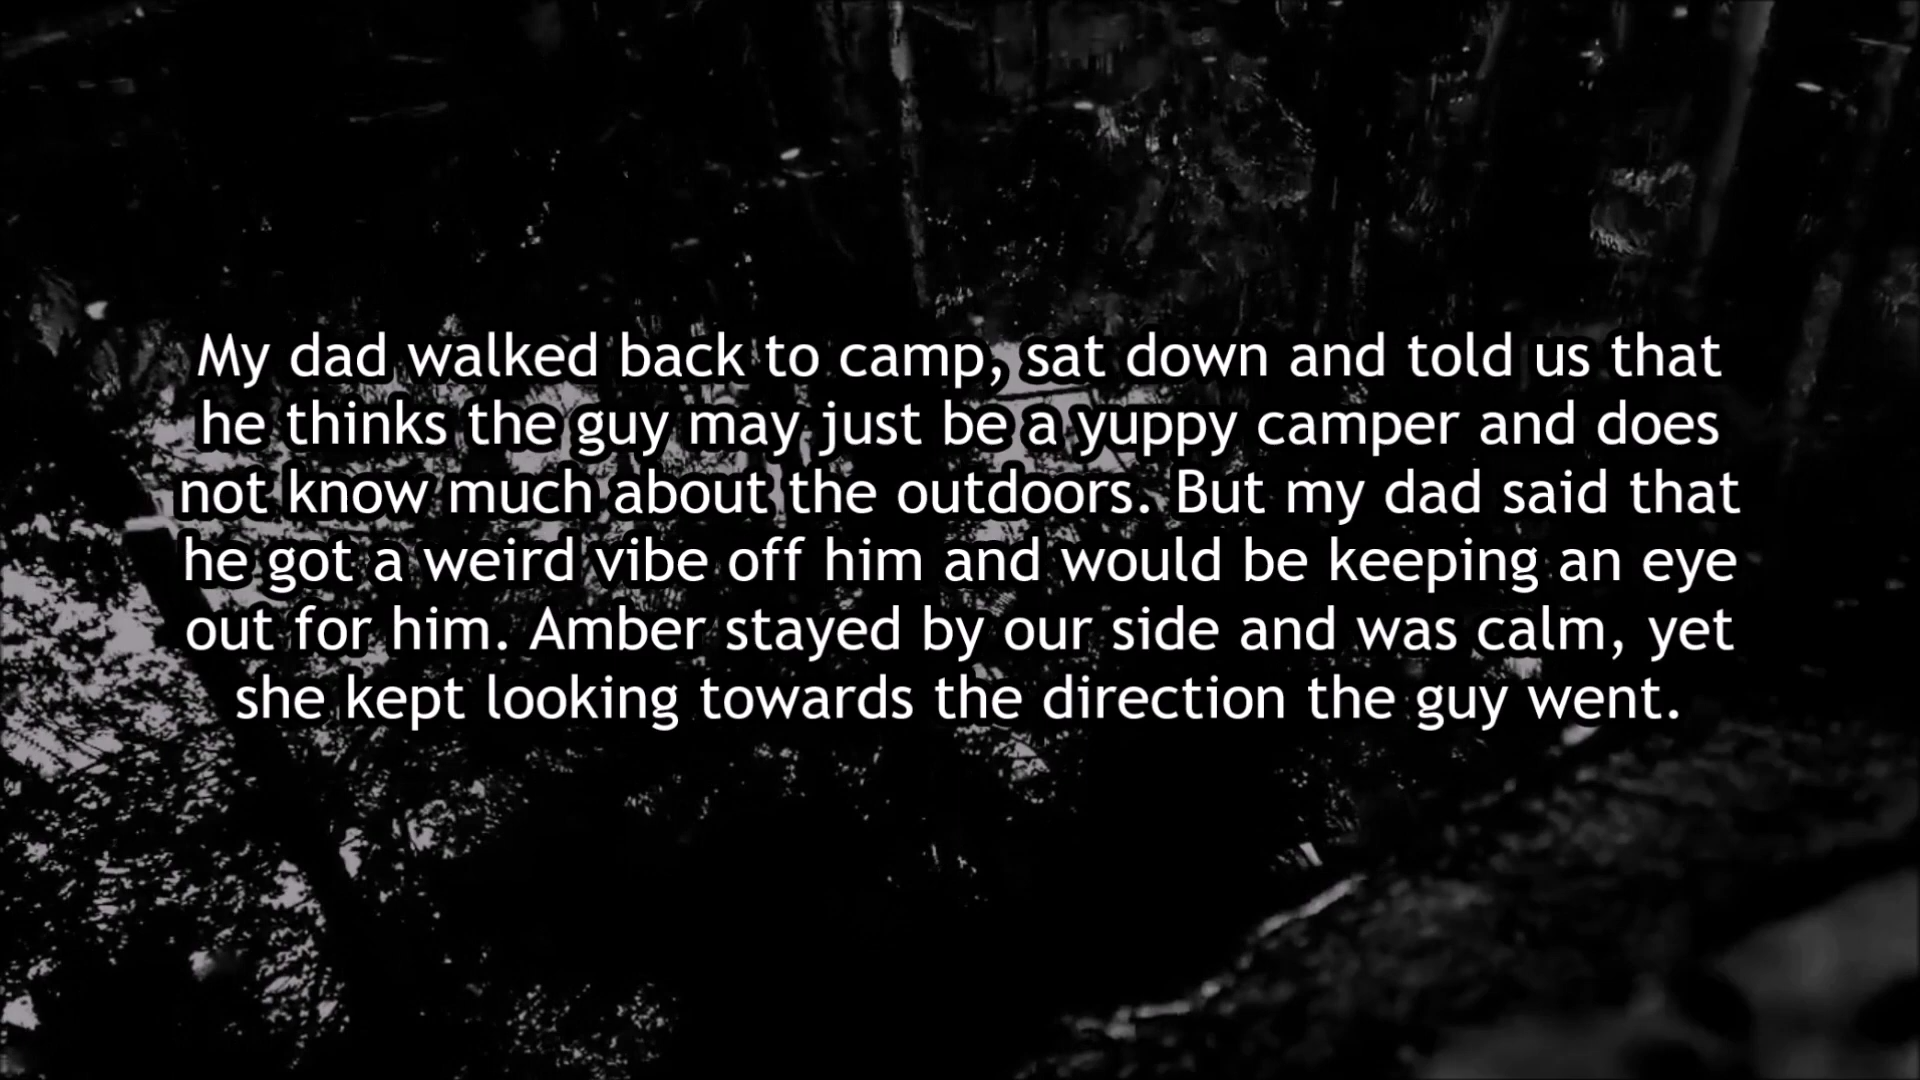 My dad walked back to camp, sat down and told us that
he thinks the guy may just be a yuppy camper and does
not know much about the outdoors. But my dad said that
he got a weird vibe off him and would be keeping an eye
out for him. Amber stayed by our side and was calm, yet
she kept looking towards the direction the guy went.